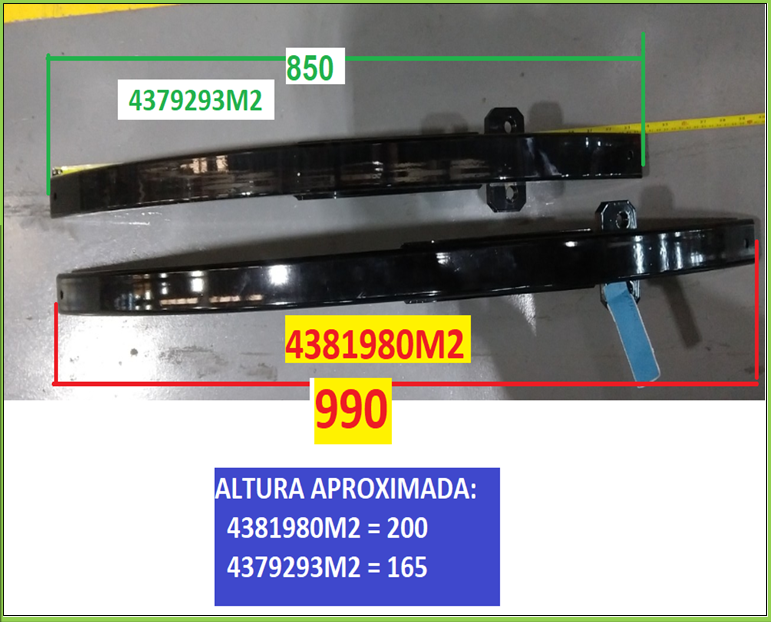 850
4379293M2
4381980M2
990
ALTURA APROXIMADA:
4381980M2 = 200
4379293M2 = 165